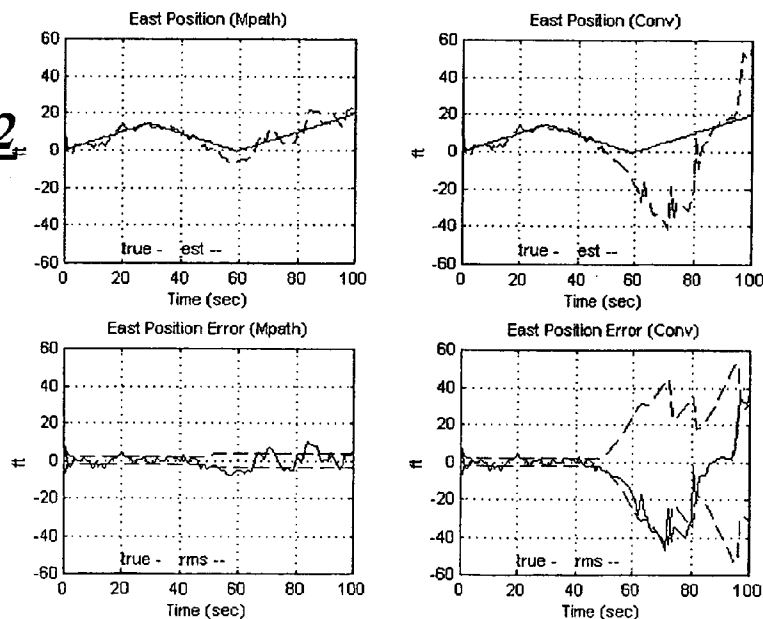 East Position (Mpath)
60
40
20
0
-20
-40
-60
ft
true - est --
0 20 40 60 80 100
Time (sec)
East Position (Conv)
60
40
20
0
-20
-40
-60
ft
true - est --
0 20 40 60 80 100
Time (sec)
2
East Position Error (Mpath)
60
40
20
0
-20
-40
-60
ft
true - rms --
0 20 40 60 80 100
Time (sec)
East Position Error (Conv)
60
40
20
0
-20
-40
-60
ft
true - rms --
0 20 40 60 80 100
Time (sec)